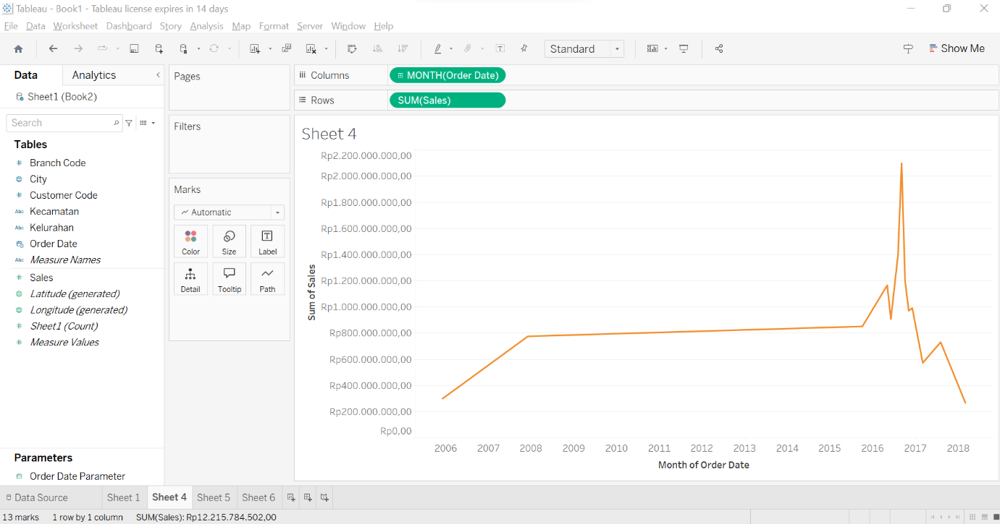 Tableau - Book1 - Tableau license expires in 14 days
File Data Worksheet Dashboard Story Analysis Map Format Server Window Help
Standard
Show Me
Data Analytics
Sheet1 (Book2)
Search
Tables
Branch Code
City
Customer Code
Abc Kecamatan
Abc Kelurahan
Order Date
Abc Measure Names
Sales
Latitude (generated)
Longitude (generated)
Sheet1 (Count)
Measure Values
Parameters
Order Date Parameter
Pages
Filters
Marks
Automatic
Color Size Label
Detail Tooltip Path
Columns MONTH(Order Date)
Rows SUM(Sales)
Sheet 4
Sum of Sales
Rp2.200.000.000,00
Rp2.000.000.000,00
Rp1.800.000.000,00
Rp1.600.000.000,00
Rp1.400.000.000,00
Rp1.200.000.000,00
Rp1.000.000.000,00
Rp800.000.000,00
Rp600.000.000,00
Rp400.000.000,00
Rp200.000.000,00
Rp0,00
2006 2007 2008 2009 2010 2011 2012 2013 2014 2015 2016 2017 2018
Month of Order Date
Data Source Sheet 1 Sheet 4 Sheet 5 Sheet 6
13 marks 1 row by 1 column SUM(Sales): Rp12.215.784.502,00